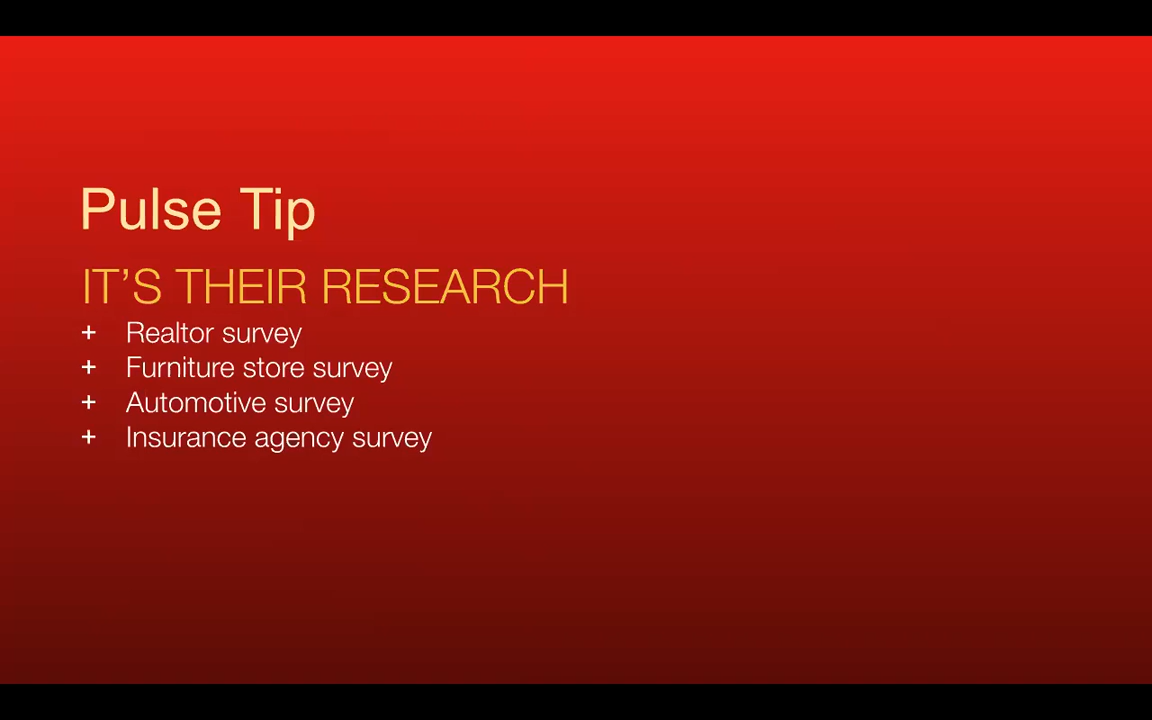 Pulse Tip
IT’S THEIR RESEARCH
+ Realtor survey
+ Furniture store survey
+ Automotive survey
+ Insurance agency survey